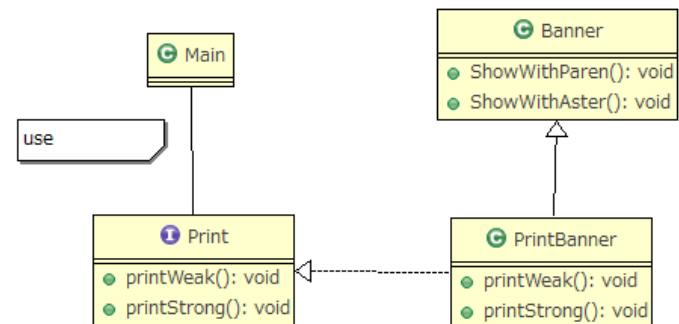 Main
use
Print
printWeak(): void
printStrong(): void
Banner
ShowWithParen(): void
ShowWithAster(): void
PrintBanner
printWeak(): void
printStrong(): void